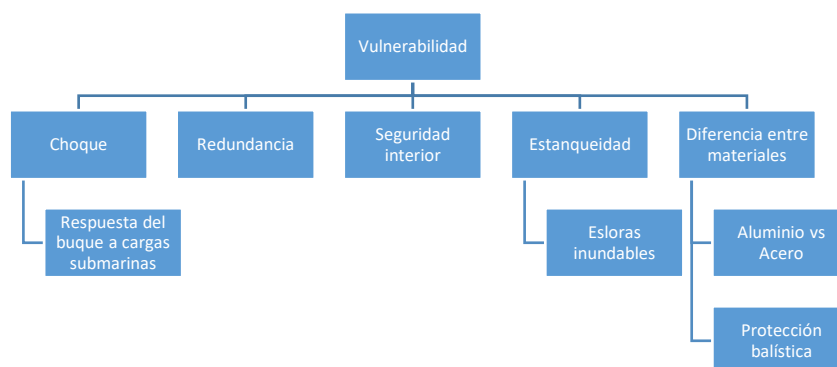 Vulnerabilidad
Choque
Redundancia
Seguridad
interior
Estanqueidad
Diferencia entre
materiales
Respuesta del
buque a cargas
submarinas
Esloras
inundables
Aluminio vs
Acero
Protección
balística